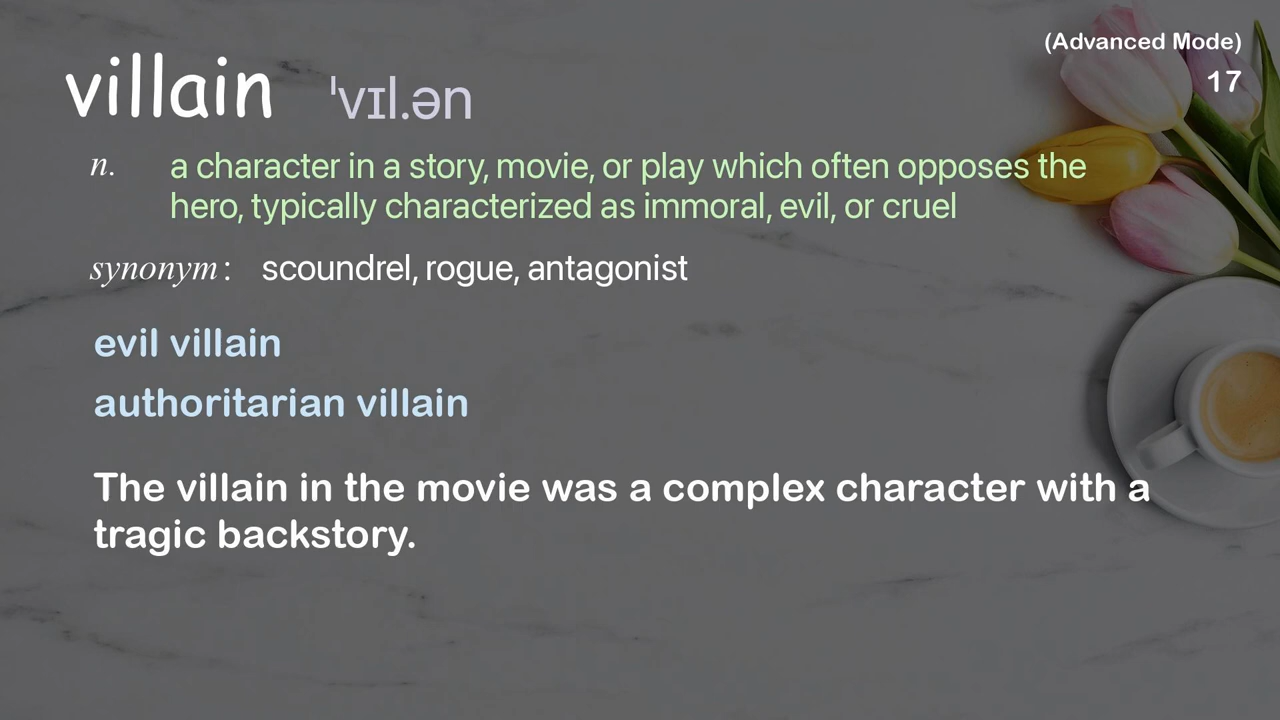 (Advanced Mode)
17
villain ˈvɪl.ən
n. a character in a story, movie, or play which often opposes the
hero, typically characterized as immoral, evil, or cruel
synonym: scoundrel, rogue, antagonist
evil villain
authoritarian villain
The villain in the movie was a complex character with a
tragic backstory.